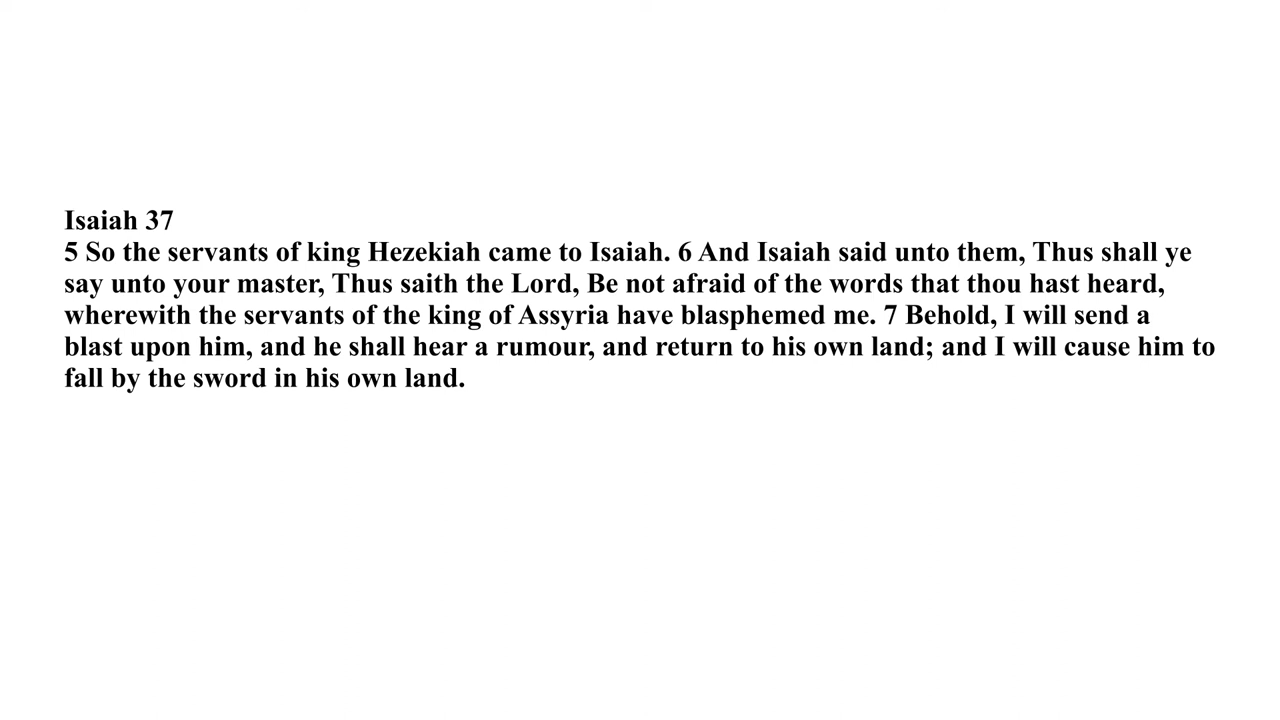 Isaiah 37
5 So the servants of king Hezekiah came to Isaiah. 6 And Isaiah said unto them, Thus shall ye
say unto your master, Thus saith the Lord, Be not afraid of the words that thou hast heard,
wherewith the servants of the king of Assyria have blasphemed me. 7 Behold, I will send a
blast upon him, and he shall hear a rumour, and return to his own land; and I will cause him to
fall by the sword in his own land.